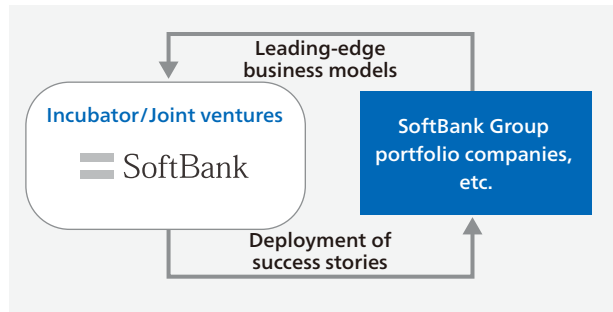 Leading-edge
business models
Incubator/Joint ventures
SoftBank
SoftBank Group
portfolio companies,
etc.
Deployment of
success stories